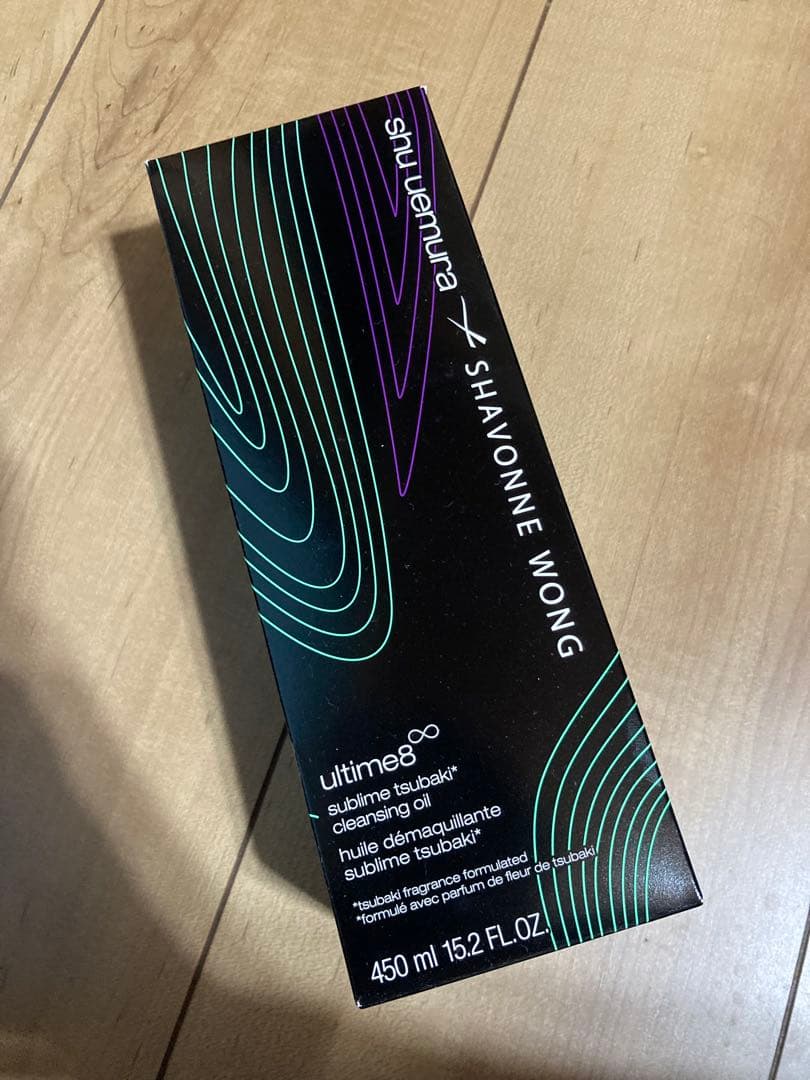 shu uemura × SHAVONNE WONG
ultime8∞
sublime tsubaki*
cleansing oil
huile démaquillante
sublime tsubaki*
*tsubaki fragrance formulated
*formulé avec parfum de fleur de tsubaki
450 ml 15.2 FL.OZ.